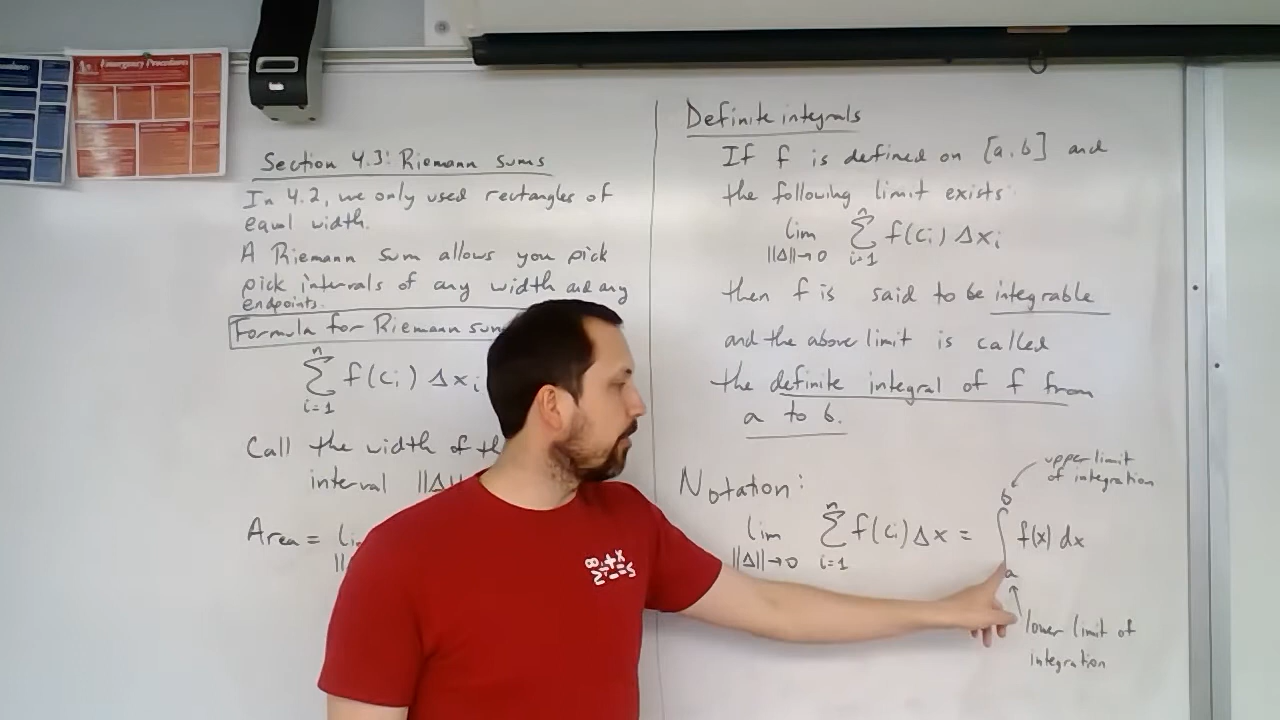 Emergency Procedures
Section 4.3: Riemann sums
In 4.2, we only used rectangles of
equal width.
A Riemann sum allows you pick
pick intervals of any width and any
endpoints.
Formula for Riemann sum
n
∑ f(ci) Δxi
i=1
Call the width of th
interval ||Δ||
Area = li
Definite integrals
If f is defined on [a,b] and
the following limit exists:
lim ∑ f(ci) Δxi
||Δ||→0 i=1
n
then f is said to be integrable
and the above limit is called
the definite integral of f from
a to b.
Notation:
lim ∑ f(ci) Δx = ∫ f(x) dx
||Δ||→0 i=1
n
b
a
upper limit
of integration
lower limit of
integration
∞ ÷ + x